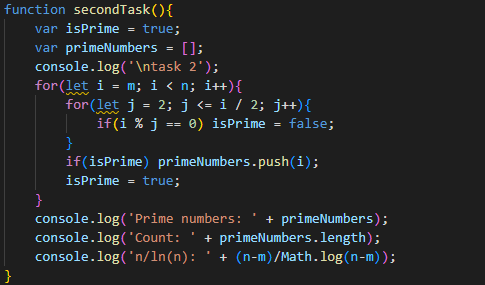 function secondTask(){
    var isPrime = true;
    var primeNumbers = [];
    console.log('\ntask 2');
    for(let i = m; i < n; i++){
        for(let j = 2; j <= i / 2; j++){
            if(i % j == 0) isPrime = false;
        }
        if(isPrime) primeNumbers.push(i);
        isPrime = true;
    }
    console.log('Prime numbers: ' + primeNumbers);
    console.log('Count: ' + primeNumbers.length);
    console.log('n/ln(n): ' + (n-m)/Math.log(n-m));
}